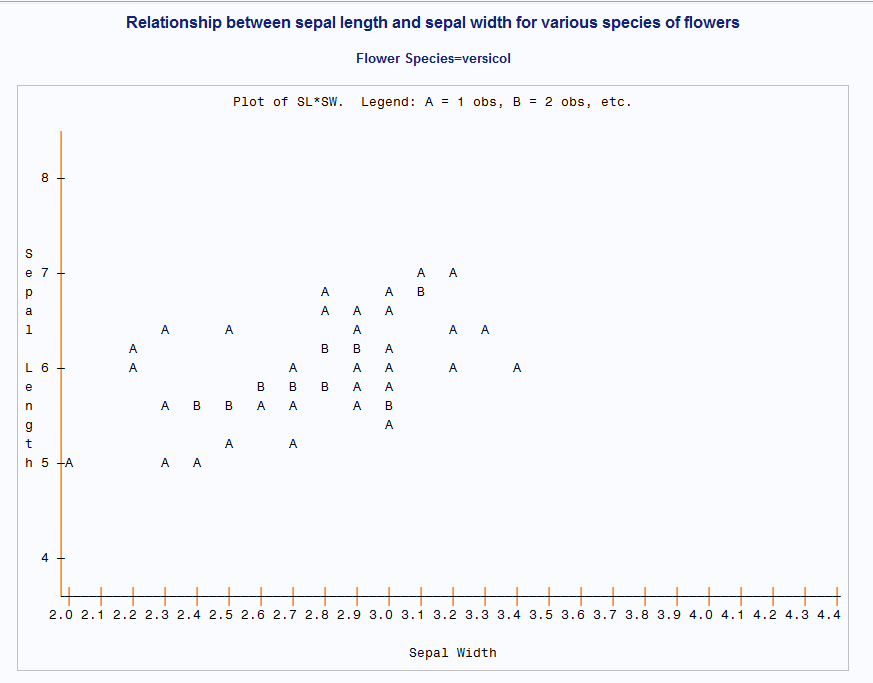 Relationship between sepal length and sepal width for various species of flowers
Flower Species=versicol
Plot of SL*SW.  Legend: A = 1 obs, B = 2 obs, etc.
8
S
e 7 A A
p A A B
a A A A
l A A A A A
A B B A
L 6 A A A A A A
e B B B A A
n A B B A A A B
g A
t A A
h 5 A A A
4
2.0 2.1 2.2 2.3 2.4 2.5 2.6 2.7 2.8 2.9 3.0 3.1 3.2 3.3 3.4 3.5 3.6 3.7 3.8 3.9 4.0 4.1 4.2 4.3 4.4
Sepal Width